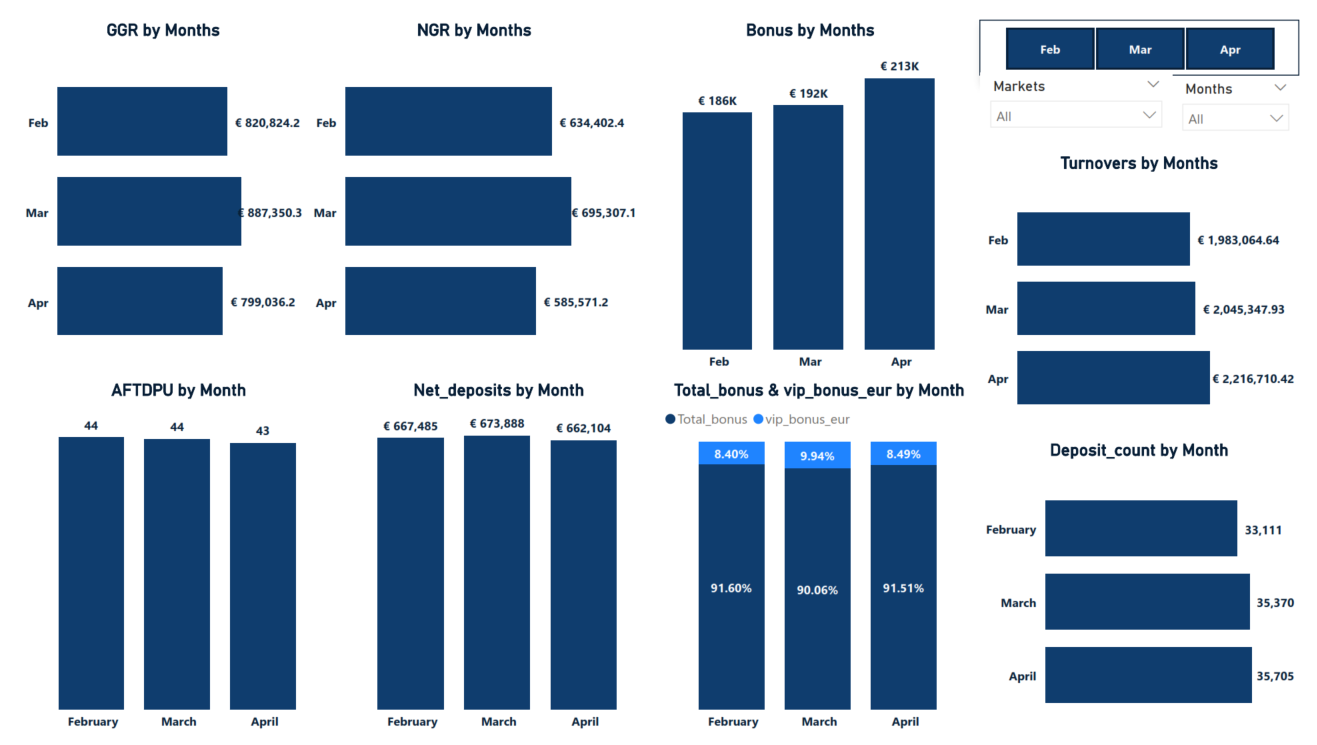 GGR by Months
Feb
€ 820,824.2
Mar
€ 887,350.3
Apr
€ 799,036.2
NGR by Months
Feb
€ 634,402.4
Mar
€ 695,307.1
Apr
€ 585,571.2
Bonus by Months
€ 186K
€ 192K
€ 213K
Feb
Mar
Apr
Feb
Mar
Apr
Markets
All
Months
All
Turnovers by Months
Feb
€ 1,983,064.64
Mar
€ 2,045,347.93
Apr
€ 2,216,710.42
AFTDPU by Month
44
44
43
February
March
April
Net_deposits by Month
€ 667,485
€ 673,888
€ 662,104
February
March
April
Total_bonus & vip_bonus_eur by Month
Total_bonus
vip_bonus_eur
8.40%
9.94%
8.49%
91.60%
90.06%
91.51%
February
March
April
Deposit_count by Month
February
33,111
March
35,370
April
35,705